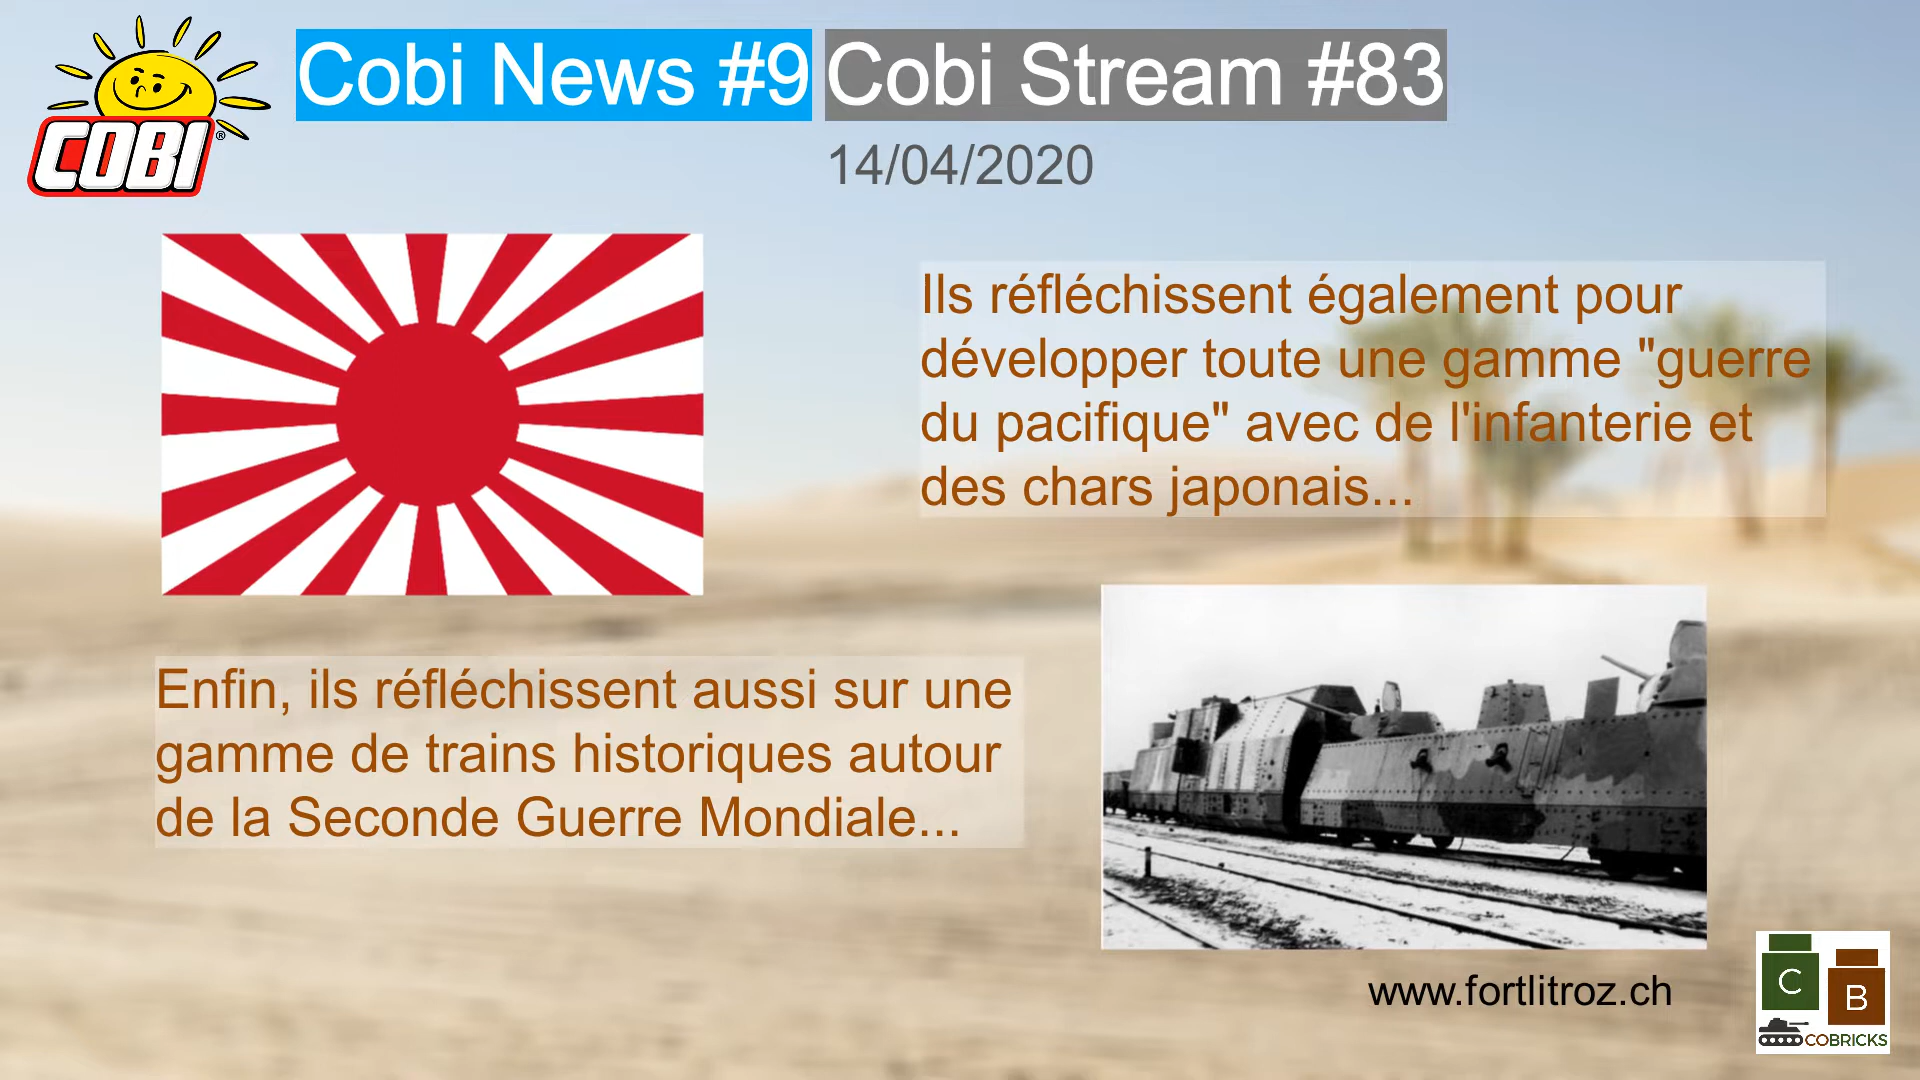 COBI®
Cobi News #9 Cobi Stream #83
14/04/2020
Ils réfléchissent également pour
développer toute une gamme "guerre
du pacifique" avec de l'infanterie et
des chars japonais...
Enfin, ils réfléchissent aussi sur une
gamme de trains historiques autour
de la Seconde Guerre Mondiale...
www.fortlitroz.ch
C
B
COBRICKS